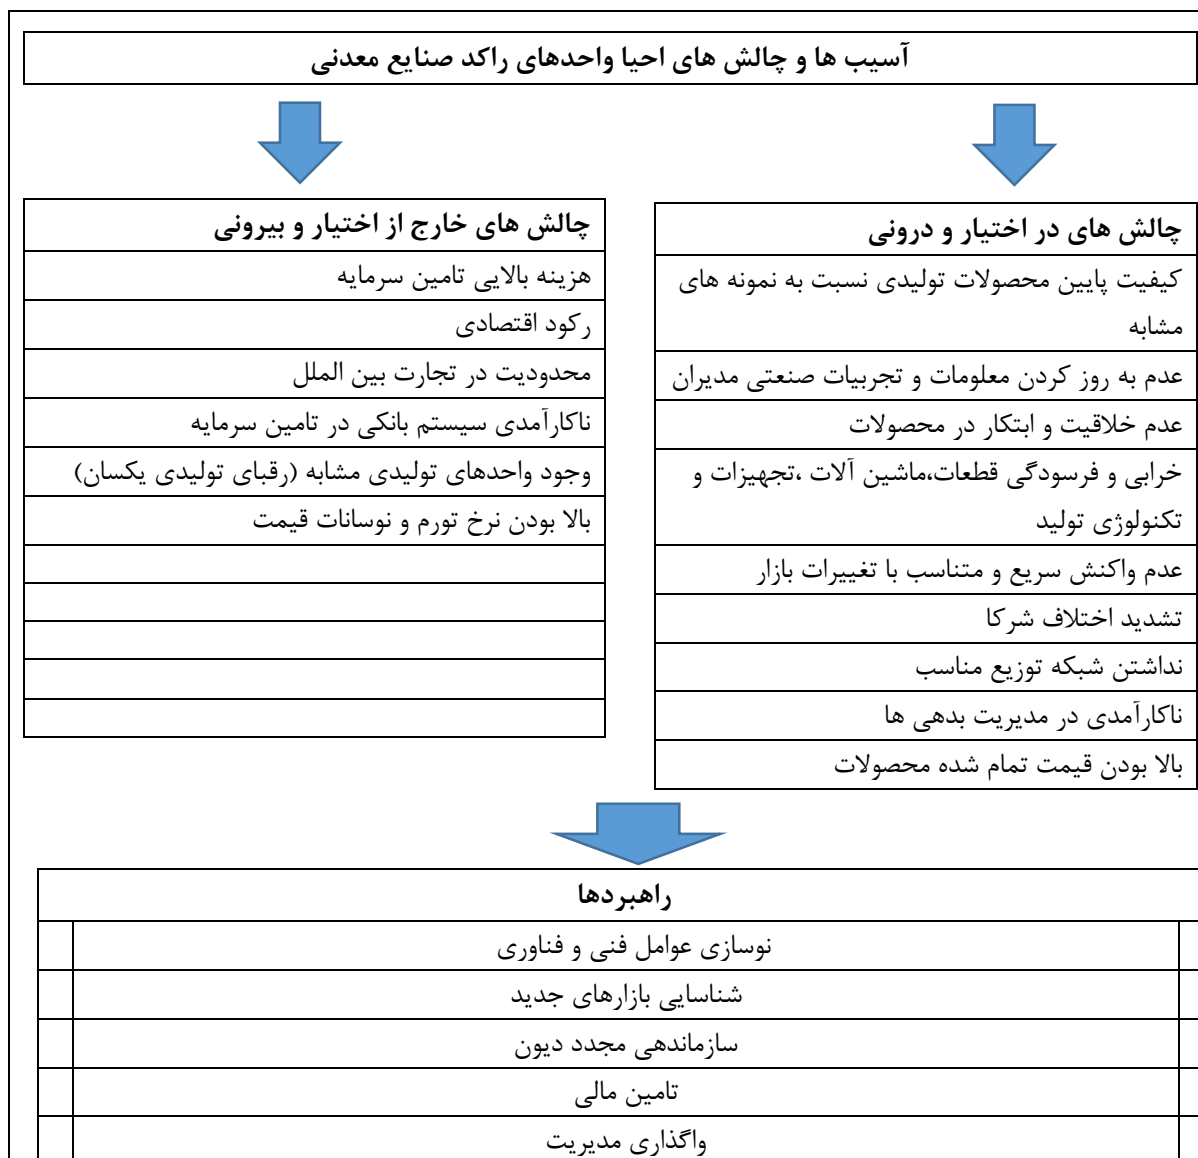 آسیب ها و چالش های احیا واحدهای راکد صنایع معدنی
چالش های در اختیار و درونی
کیفیت پایین محصولات تولیدی نسبت به نمونه های
مشابه
عدم به روز کردن معلومات و تجربیات صنعتی مدیران
عدم خلاقیت و ابتکار در محصولات
خرابی و فرسودگی قطعات،ماشین آلات ،تجهیزات و
تکنولوژی تولید
عدم واکنش سریع و متناسب با تغییرات بازار
تشدید اختلاف شرکا
نداشتن شبکه توزیع مناسب
ناکارآمدی در مدیریت بدهی ها
بالا بودن قیمت تمام شده محصولات
چالش های خارج از اختیار و بیرونی
هزینه بالایی تامین سرمایه
رکود اقتصادی
محدودیت در تجارت بین الملل
ناکارآمدی سیستم بانکی در تامین سرمایه
وجود واحدهای تولیدی مشابه (رقبای تولیدی یکسان)
بالا بودن نرخ تورم و نوسانات قیمت
راهبردها
نوسازی عوامل فنی و فناوری
شناسایی بازارهای جدید
سازماندهی مجدد دیون
تامین مالی
واگذاری مدیریت